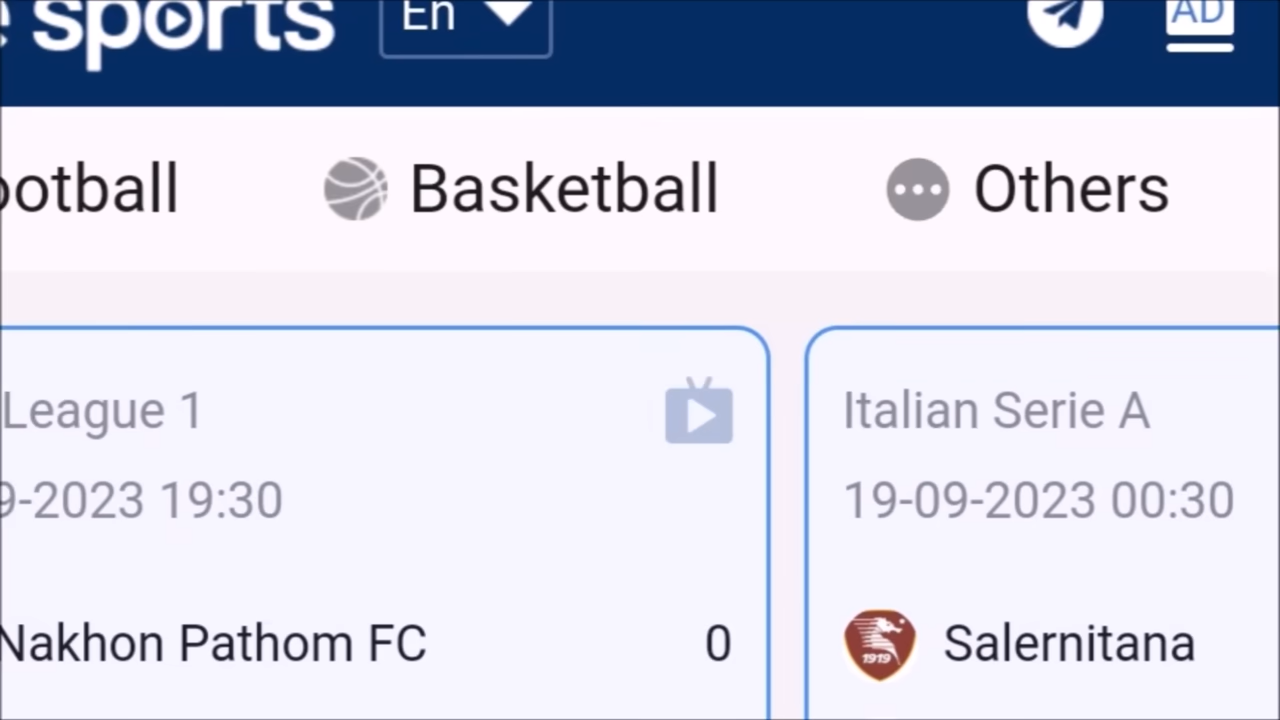 sports En AD
ootball Basketball Others
League 1
9-2023 19:30
Nakhon Pathom FC 0
Italian Serie A
19-09-2023 00:30
1919 Salernitana